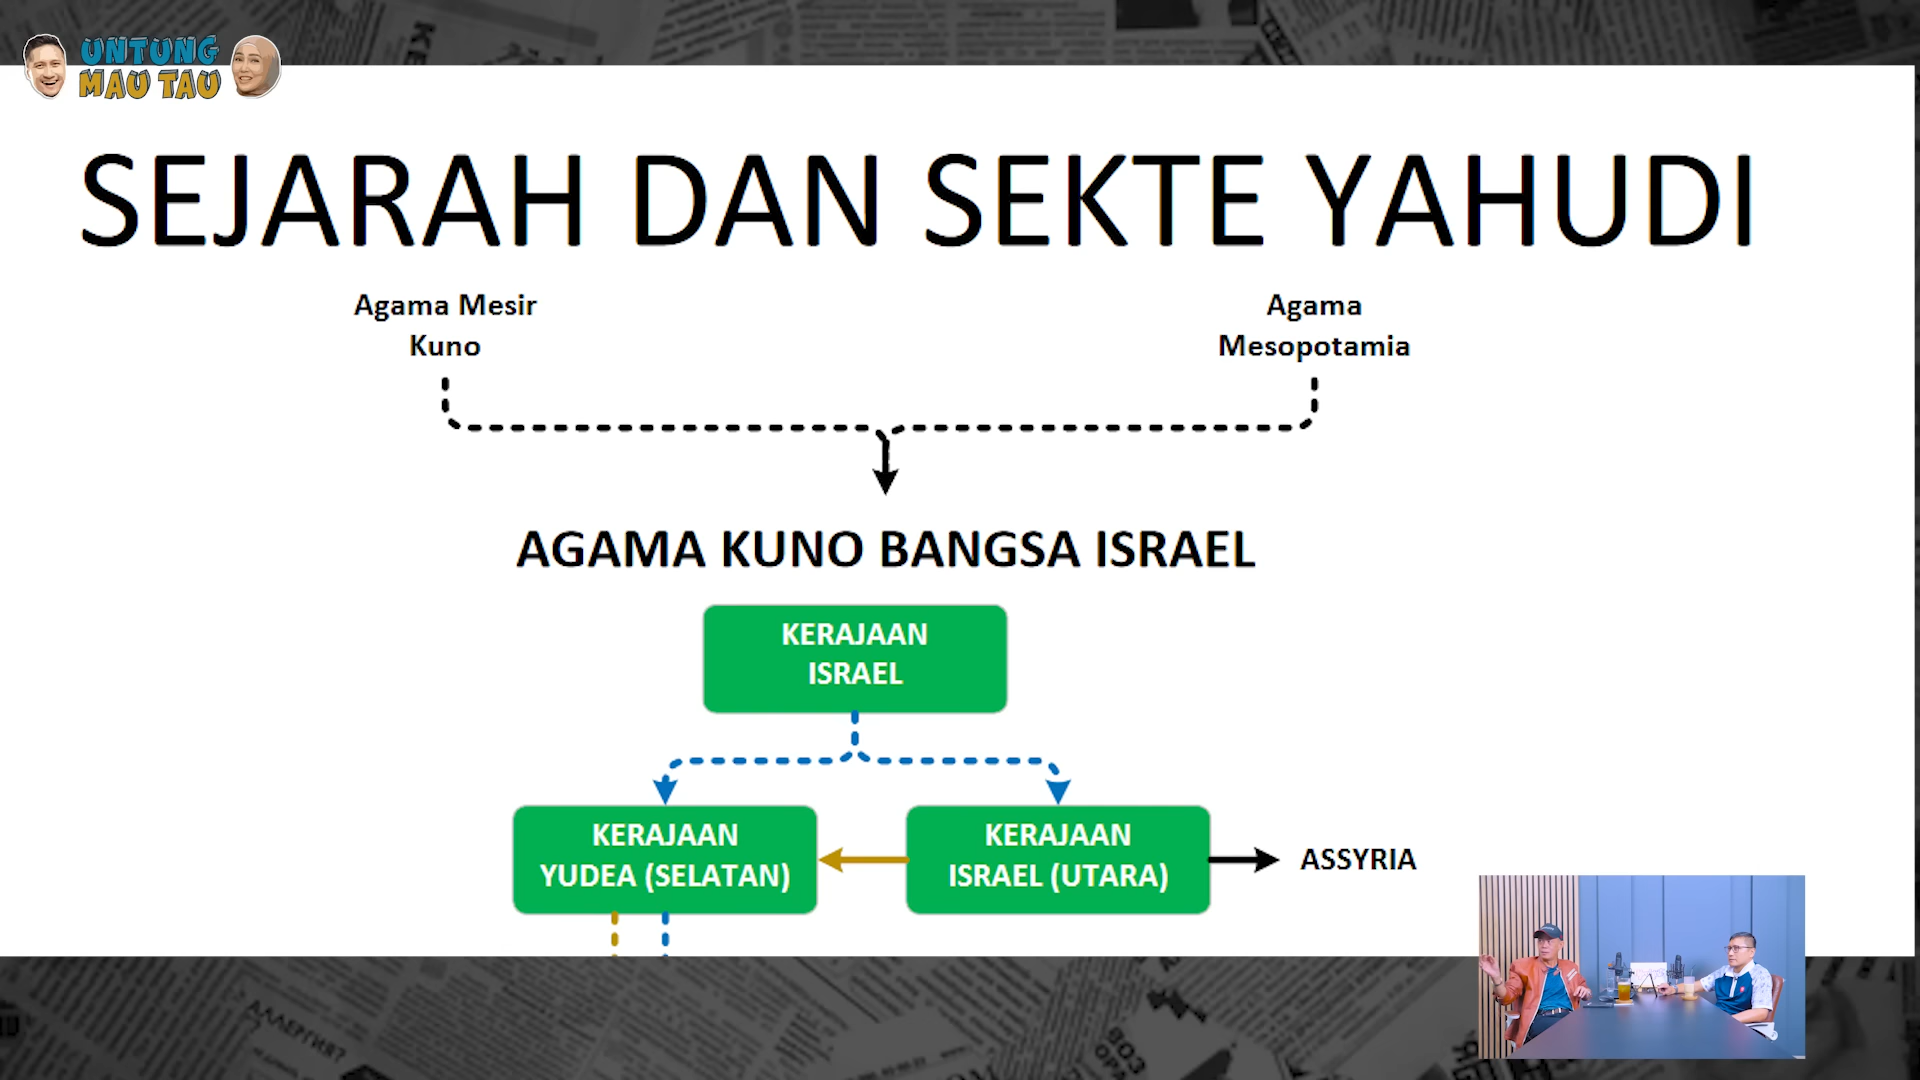 UNTUNG
MAU TAU
SEJARAH DAN SEKTE YAHUDI
Agama Mesir
Kuno
Agama
Mesopotamia
AGAMA KUNO BANGSA ISRAEL
KERAJAAN
ISRAEL
KERAJAAN
YUDEA (SELATAN)
KERAJAAN
ISRAEL (UTARA)
ASSYRIA
АЛЛЕРГИЯ?